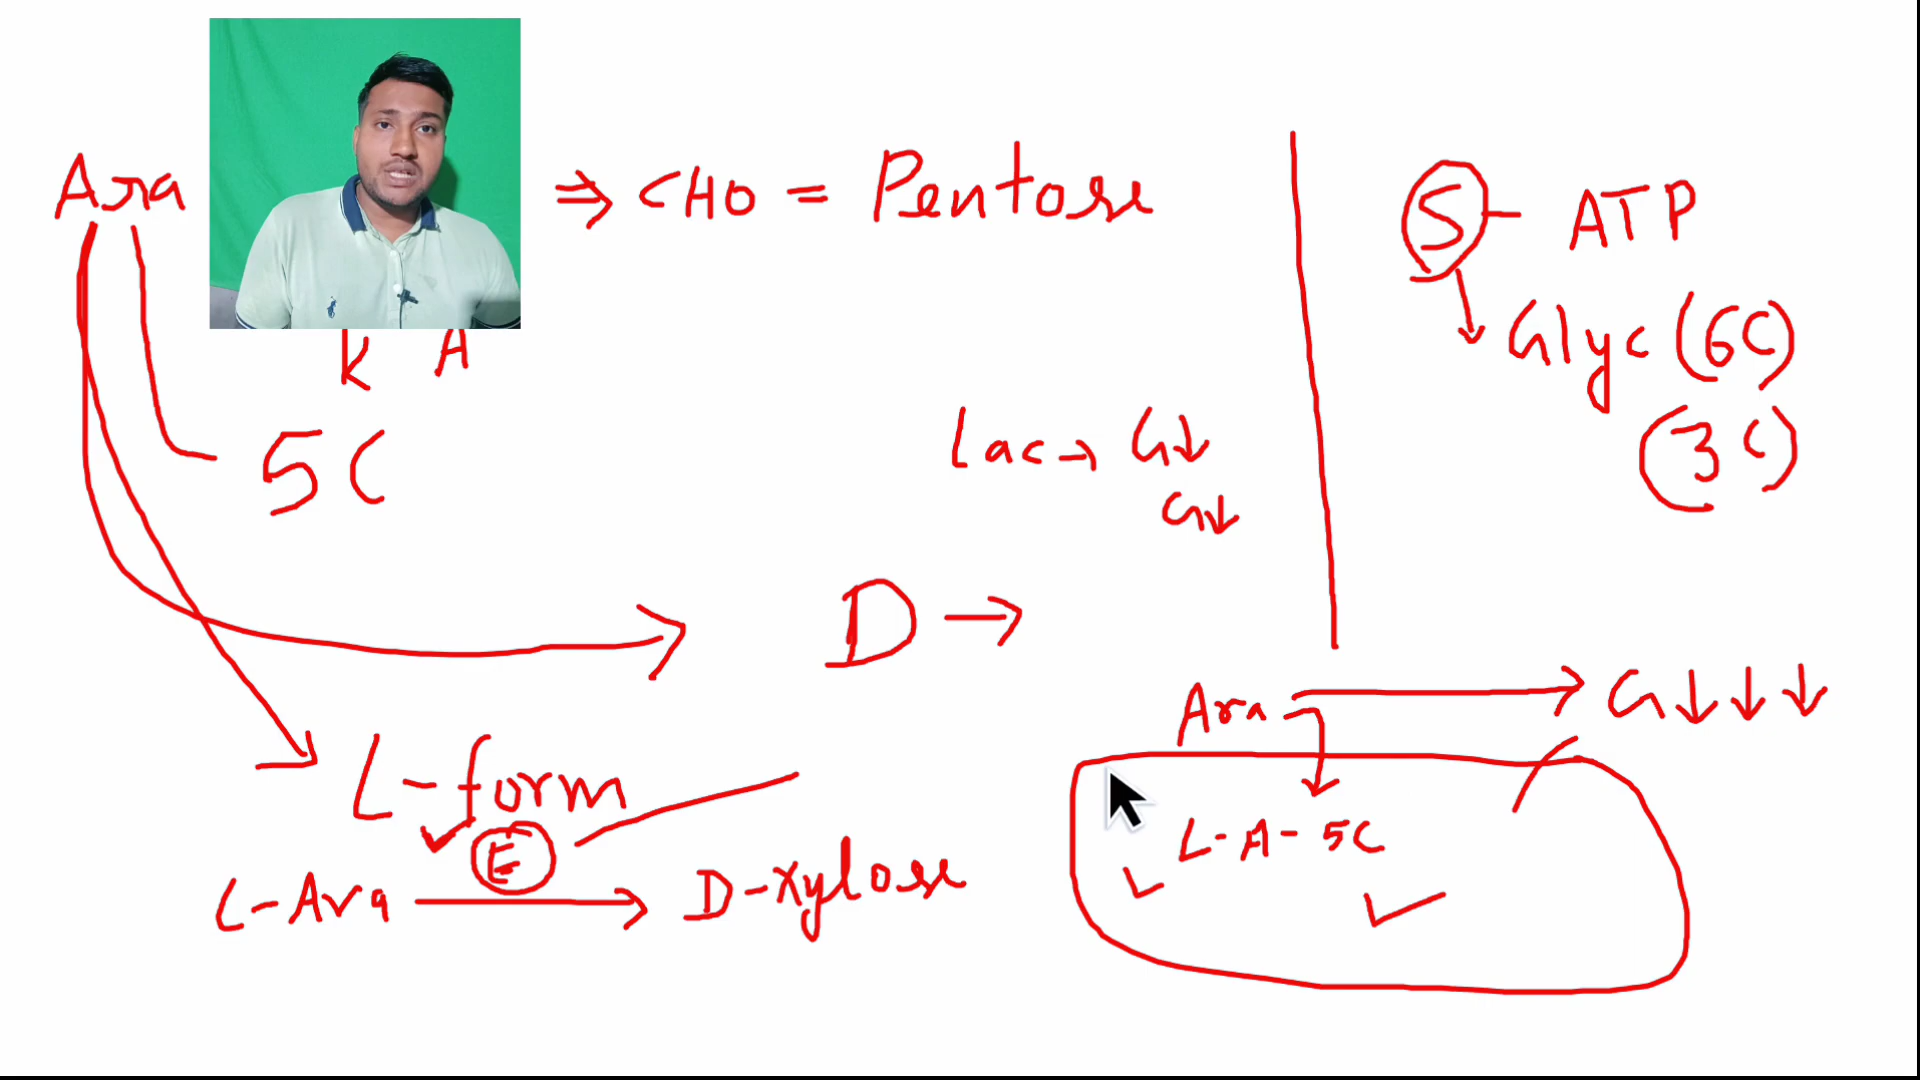 Ara ⇒ CHO = Pentose
K A
5C
Lac → G↓
G↓
D →
L-form
E
L-Ara → D-Xylose
S - ATP
Glyc (6C)
(3C)
Ara → G↓↓↓
L-A-5C